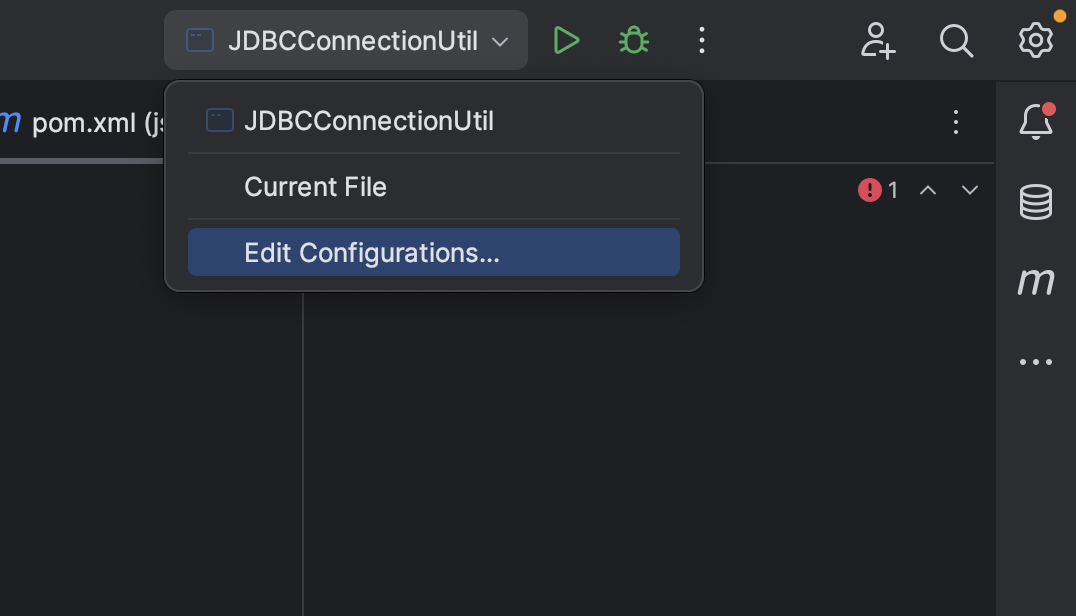 JDBCConnectionUtil
m pom.xml (
JDBCConnectionUtil
Current File
1
Edit Configurations...
m